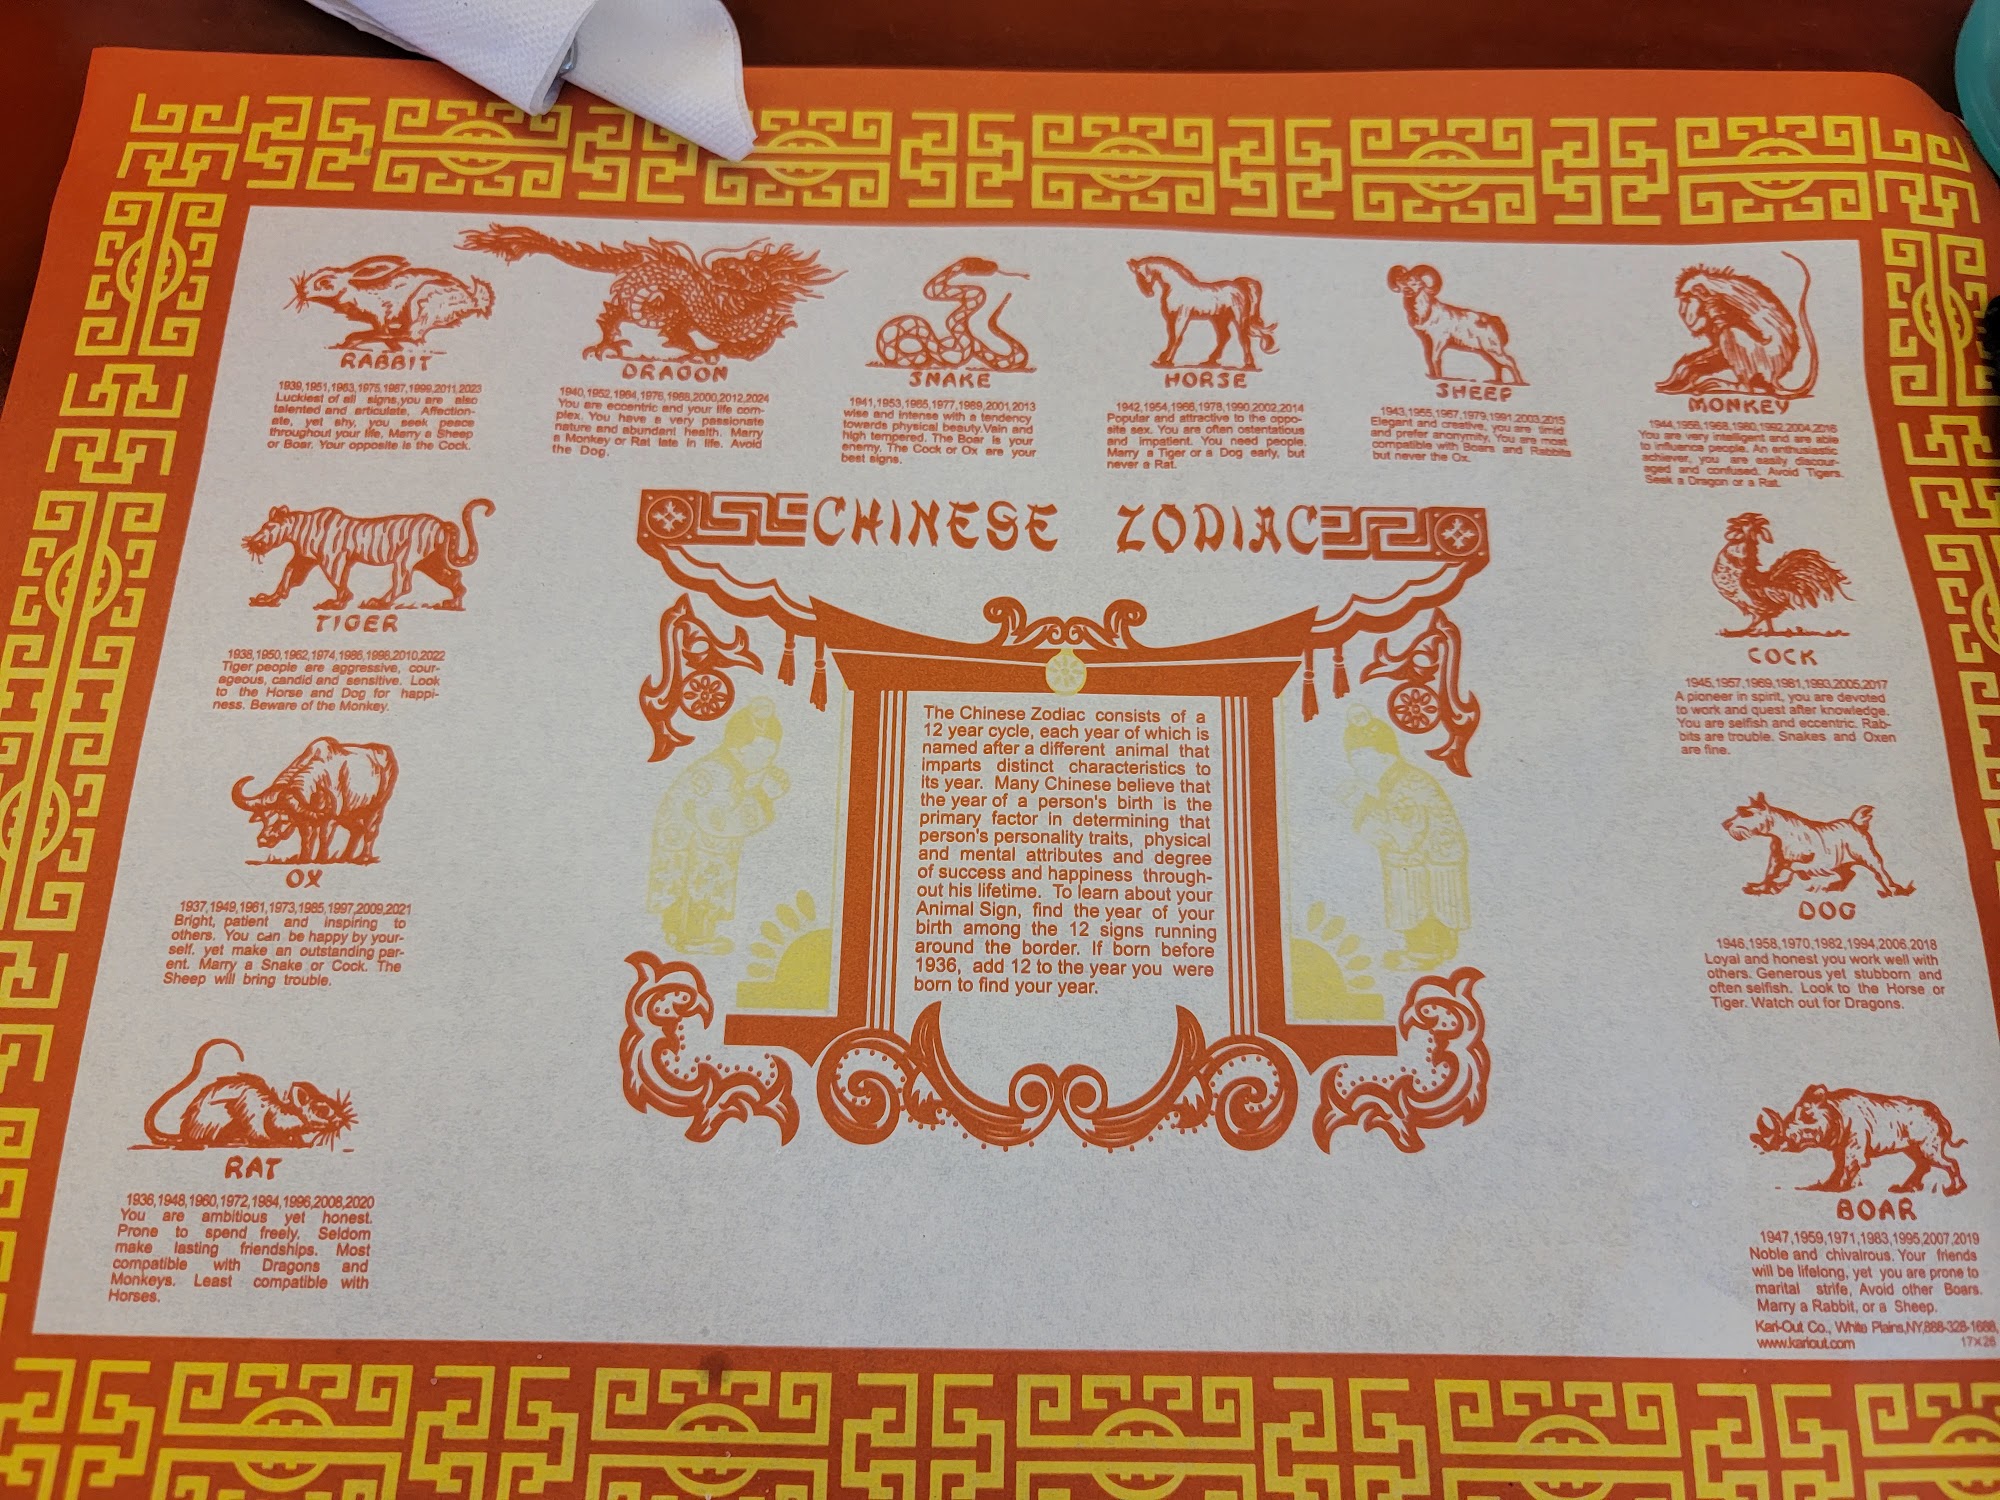 RABBIT
1939,1951,1963,1975,1987,1999,2011,2023
Luckiest of all signs,you are also
talented and articulate, Affection-
ate, yet shy, you seek peace
throughout your life, Marry a Sheep
or Boar. Your opposite is the Cock.
DRAGON
1940,1952,1964,1976,1988,2000,2012,2024
You are eccentric and your life com-
plex. You have a very passionate
nature and abundant health. Marry
a Monkey or Rat late in life. Avoid
the Dog.
SNAKE
1941,1953,1965,1977,1989,2001,2013
wise and intense with a tendency
towards physical beauty.Vain and
high tempered. The Boar is your
enemy. The Cock or Ox are your
best signs.
HORSE
1942,1954,1966,1978,1990,2002,2014
Popular and attractive to the oppo-
site sex. You are often ostentatious
and impatient. You need people.
Marry a Tiger or a Dog early, but
never a Rat.
SHEEP
1943,1955,1967,1979,1991,2003,2015
Elegant and creative, you are timid
and prefer anonymity. You are most
compatible with Boars and Rabbits
but never the Ox.
MONKEY
1944,1956,1968,1980,1992,2004,2016
You are very intelligent and are able
to influence people. An enthusiastic
achiever, you are easily discour-
aged and confused. Avoid Tigers.
Seek a Dragon or a Rat.
CHINESE ZODIAC
TIGER
1938,1950,1962,1974,1986,1998,2010,2022
Tiger people are aggressive, cour-
ageous, candid and sensitive. Look
to the Horse and Dog for happi-
ness. Beware of the Monkey.
COCK
1945,1957,1969,1981,1993,2005,2017
A pioneer in spirit, you are devoted
to work and quest after knowledge.
You are selfish and eccentric. Rab-
bits are trouble. Snakes and Oxen
are fine.
The Chinese Zodiac consists of a
12 year cycle, each year of which is
named after a different animal that
imparts distinct characteristics to
its year. Many Chinese believe that
the year of a person's birth is the
primary factor in determining that
person's personality traits, physical
and mental attributes and degree
of success and happiness through-
out his lifetime. To learn about your
Animal Sign, find the year of your
birth among the 12 signs running
around the border. If born before
1936, add 12 to the year you were
born to find your year.
OX
1937,1949,1961,1973,1985,1997,2009,2021
Bright, patient and inspiring to
others. You can be happy by your-
self. yet make an outstanding par-
ent. Marry a Snake or Cock. The
Sheep will bring trouble.
DOG
1946,1958,1970,1982,1994,2006,2018
Loyal and honest you work well with
others. Generous yet stubborn and
often selfish. Look to the Horse or
Tiger. Watch out for Dragons.
RAT
1936,1948,1960,1972,1984,1996,2008,2020
You are ambitious yet honest.
Prone to spend freely. Seldom
make lasting friendships. Most
compatible with Dragons and
Monkeys. Least compatible with
Horses.
BOAR
1947,1959,1971,1983,1995,2007,2019
Noble and chivalrous. Your friends
will be lifelong, yet you are prone to
marital strife, Avoid other Boars.
Marry a Rabbit, or a Sheep.
Karl-Out Co., White Plains,NY,888-328-1688,
www.karlout.com 17X26